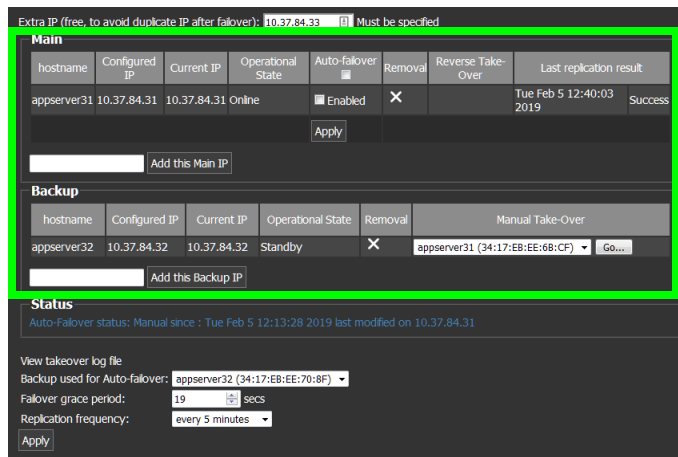 Extra IP (free, to avoid duplicate IP after failover): 10.37.84.33 Must be specified
Main
hostname Configured IP Current IP Operational State Auto-failover Removal Reverse Take-Over Last replication result
appserver31 10.37.84.31 10.37.84.31 Online Enabled Tue Feb 5 12:40:03 2019 Success
Apply
Add this Main IP
Backup
hostname Configured IP Current IP Operational State Removal Manual Take-Over
appserver32 10.37.84.32 10.37.84.32 Standby appserver31 (34:17:EB:EE:6B:CF) Go...
Add this Backup IP
Status
Auto-Failover status: Manual since : Tue Feb 5 12:13:28 2019 last modified on 10.37.84.31
View takeover log file
Backup used for Auto-failover: appserver32 (34:17:EB:EE:70:8F)
Failover grace period: 19 secs
Replication frequency: every 5 minutes
Apply